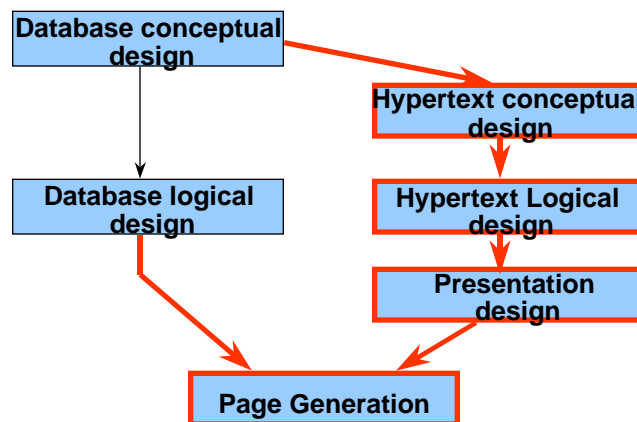 Database conceptual
design
Hypertext conceptua
design
Database logical
design
Hypertext Logical
design
Presentation
design
Page Generation